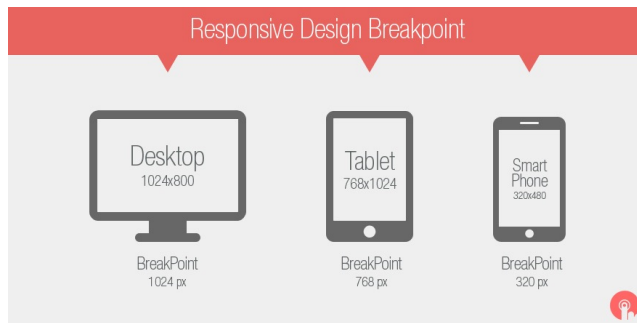 Responsive Design Breakpoint
Desktop
1024x800
Tablet
768x1024
Smart
Phone
320x480
BreakPoint
1024 px
BreakPoint
768 px
BreakPoint
320 px